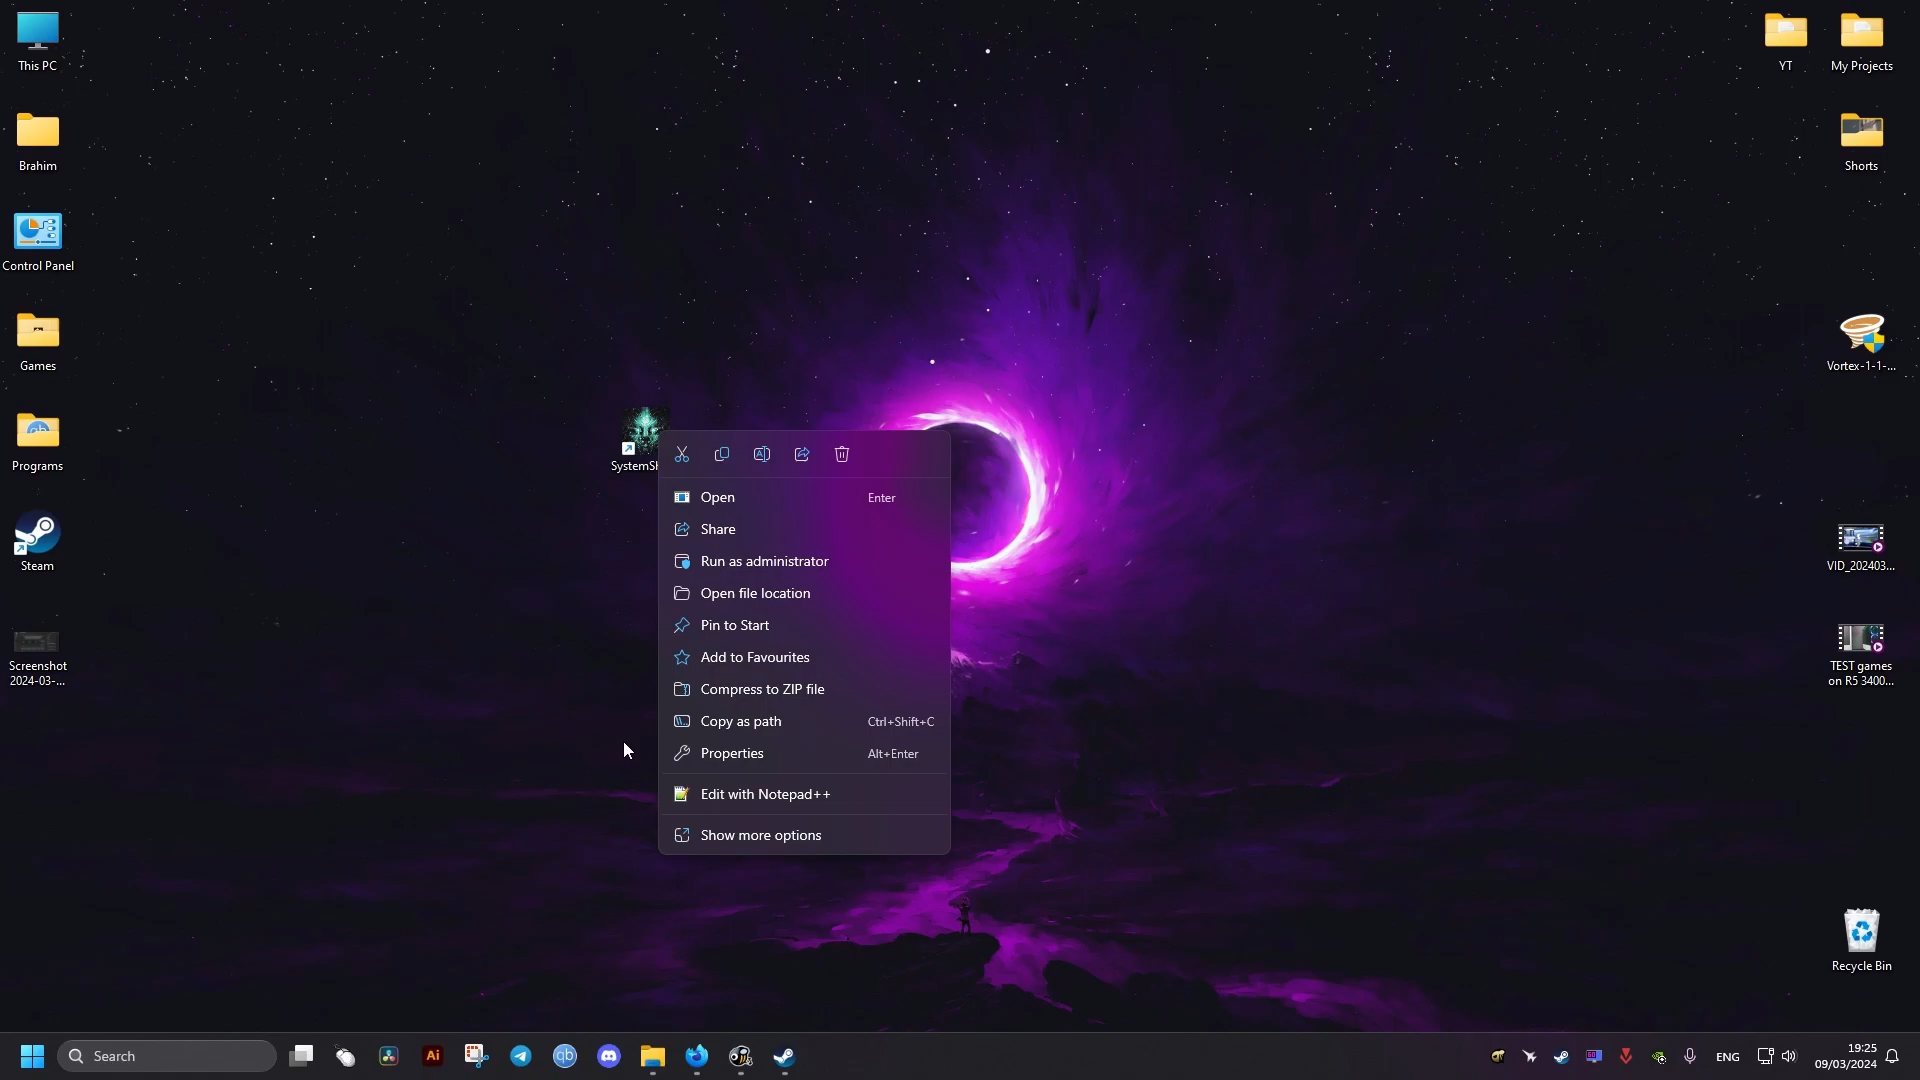 This PC
Brahim
Control Panel
Games
Programs
Steam
Screenshot
2024-03-...
YT
My Projects
Shorts
Vortex-1-1-...
VID_202403...
TEST games
on R5 3400...
Recycle Bin
SystemSh
Open Enter
Share
Run as administrator
Open file location
Pin to Start
Add to Favourites
Compress to ZIP file
Copy as path Ctrl+Shift+C
Properties Alt+Enter
Edit with Notepad++
Show more options
Search
Ai
qb
60
ENG
19:25
09/03/2024